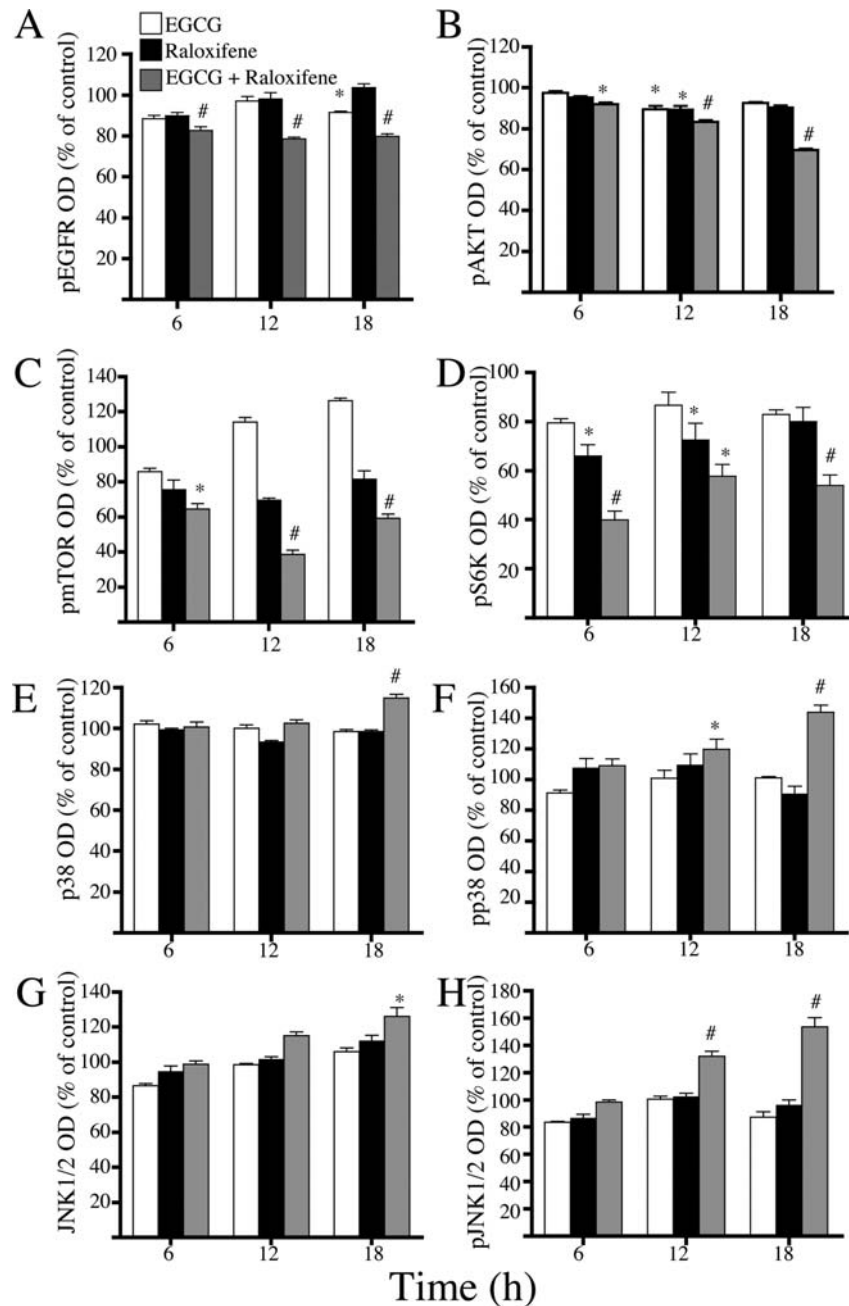 A
EGCG
Raloxifene
EGCG + Raloxifene
pEGFR OD (% of control)
120
100
80
60
40
20
# * # #
6 12 18
B
pAKT OD (% of control)
120
100
80
60
40
20
* * * # #
6 12 18
C
pmTOR OD (% of control)
140
120
100
80
60
40
20
* # #
6 12 18
D
pS6K OD (% of control)
100
80
60
40
20
* # * * #
6 12 18
E
p38 OD (% of control)
120
100
80
60
40
20
#
6 12 18
F
pp38 OD (% of control)
160
140
120
100
80
60
40
20
* #
6 12 18
G
JNK1/2 OD (% of control)
140
120
100
80
60
40
20
*
6 12 18
H
pJNK1/2 OD (% of control)
180
160
140
120
100
80
60
40
20
# #
6 12 18
Time (h)